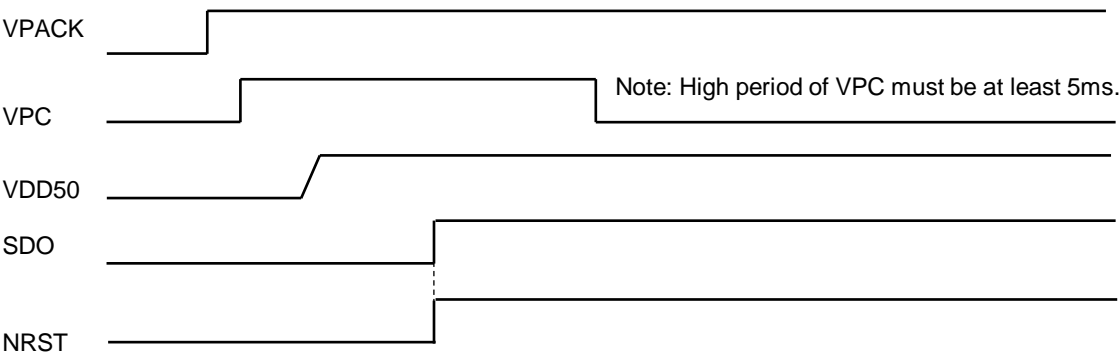 VPACK
Note: High period of VPC must be at least 5ms.
VPC
VDD50
SDO
NRST